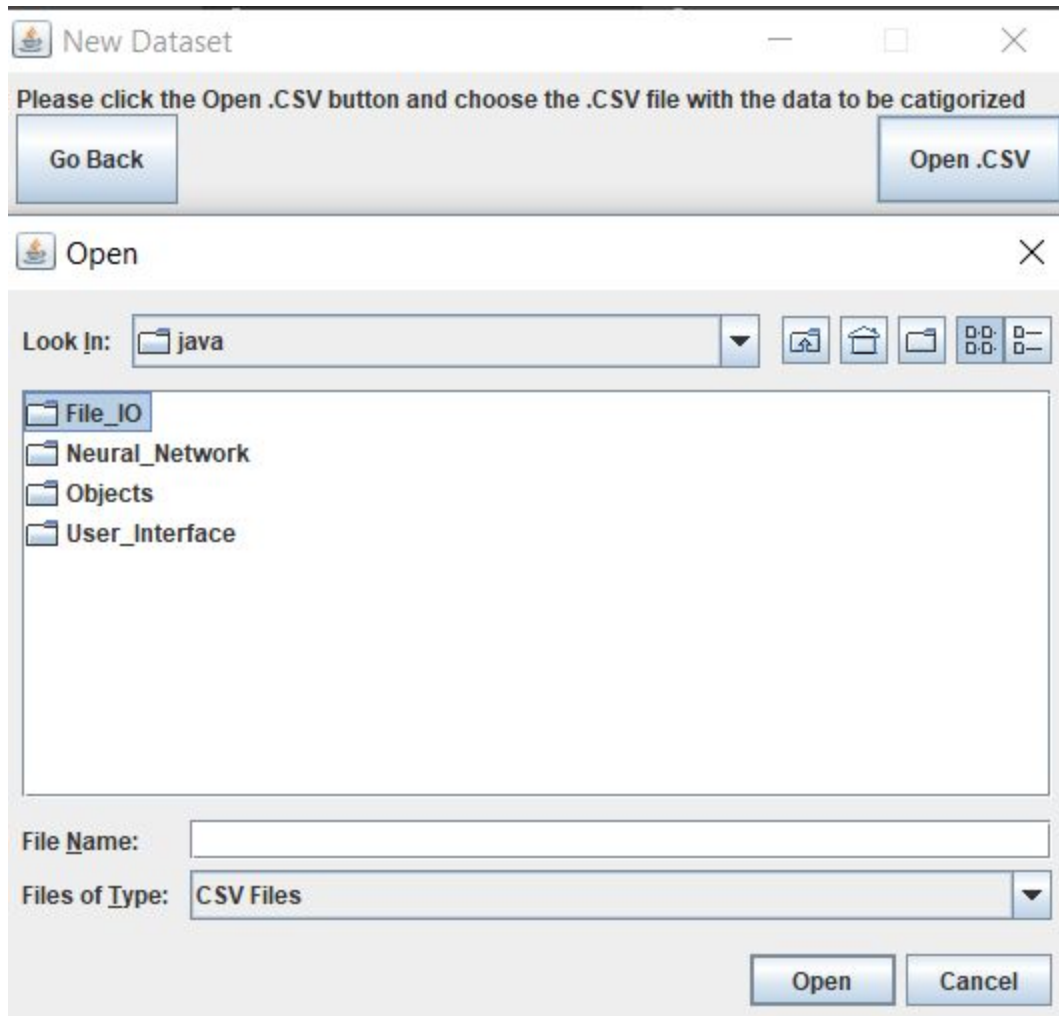 New Dataset
Please click the Open .CSV button and choose the .CSV file with the data to be catigorized
Go Back Open .CSV
Open
Look In: java
File_IO
Neural_Network
Objects
User_Interface
File Name:
Files of Type: CSV Files
Open Cancel